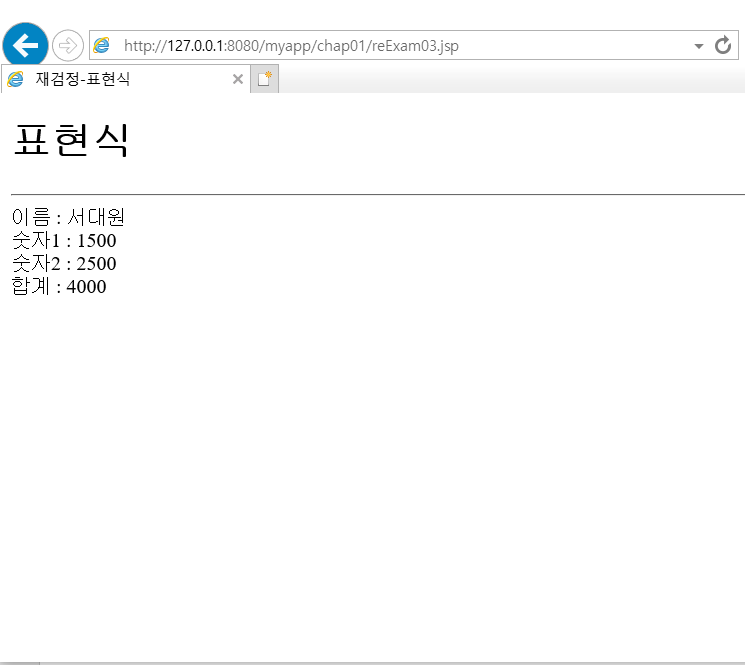 http://127.0.0.1:8080/myapp/chap01/reExam03.jsp
재검정-표현식
표현식
이름 : 서대원
숫자1 : 1500
숫자2 : 2500
합계 : 4000